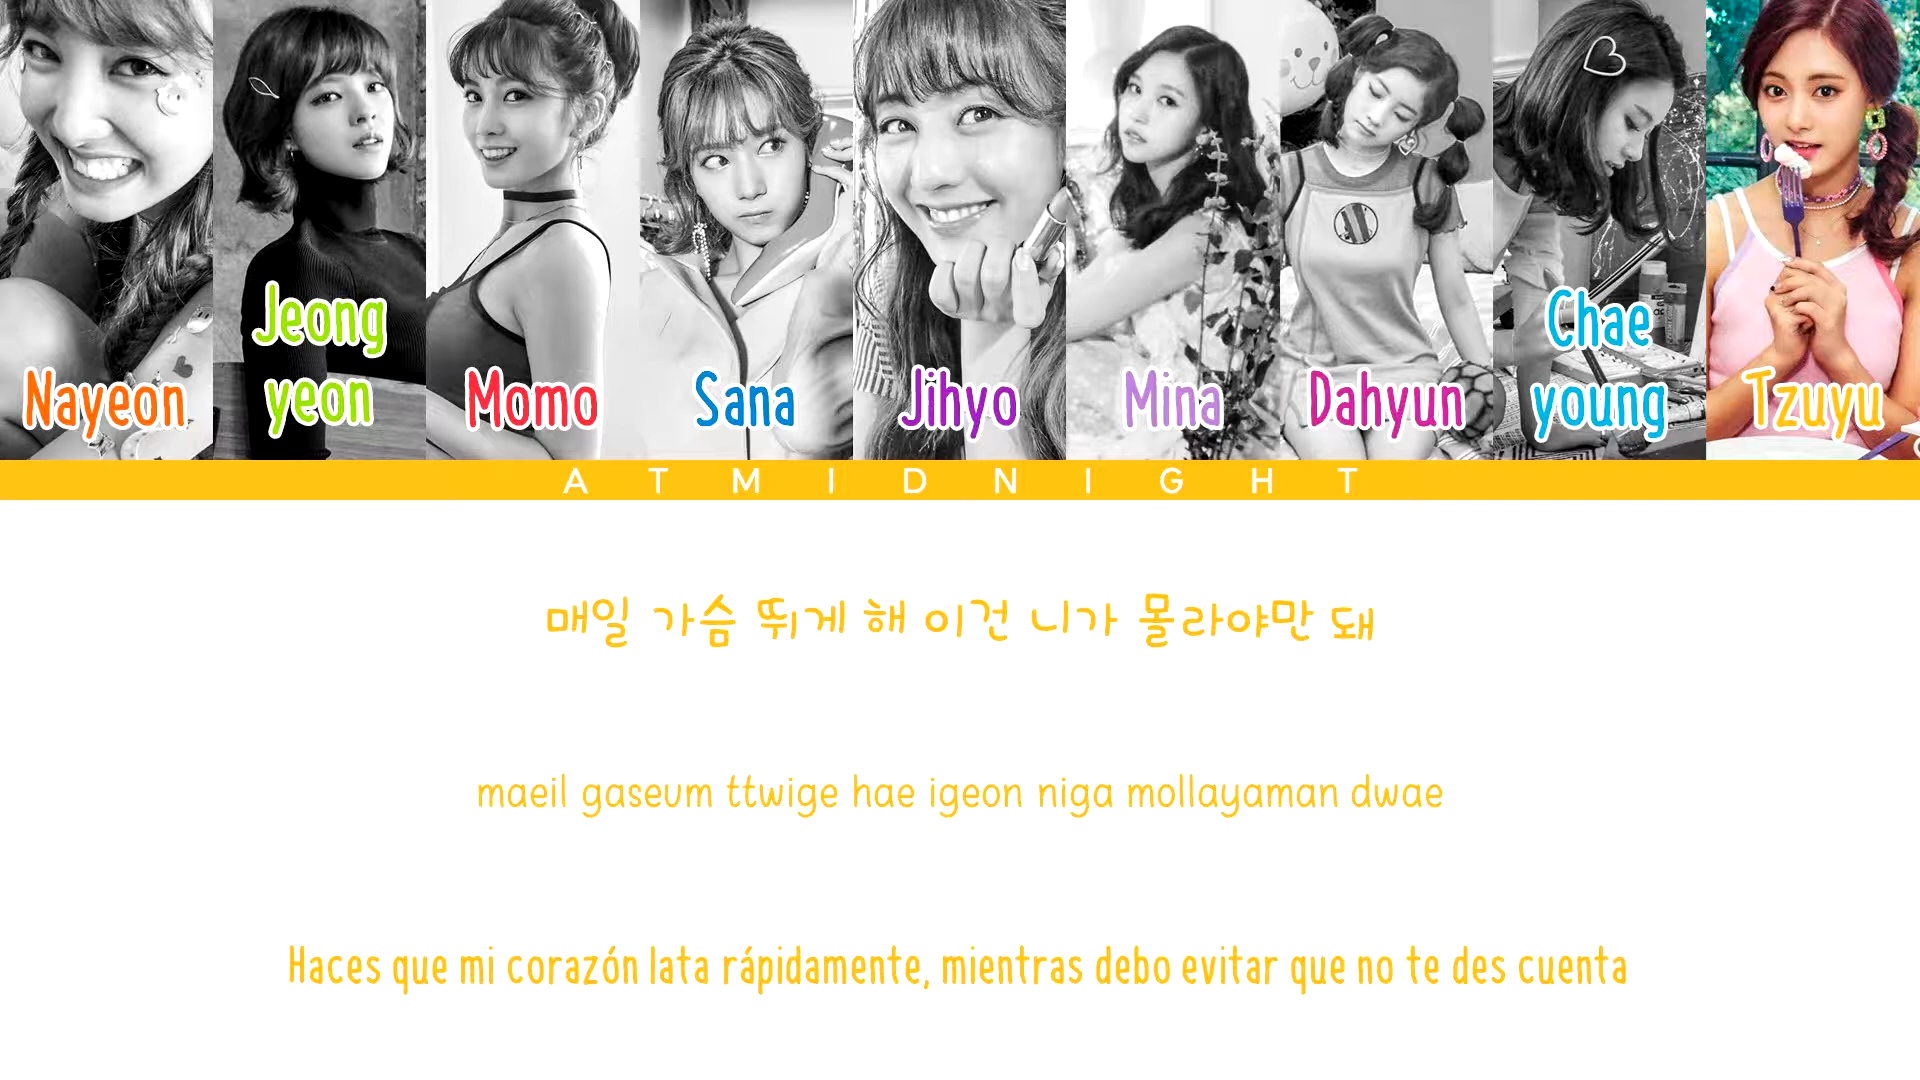 Nayeon
Jeong
yeon
Momo
Sana
Jihyo
Mina
Dahyun
Chae
young
Tzuyu
ATMIDNIGHT
매일 가슴 뛰게 해 이건 니가 몰라야만 돼
maeil gaseum ttwige hae igeon niga mollayaman dwae
Haces que mi corazón lata rápidamente, mientras debo evitar que no te des cuenta